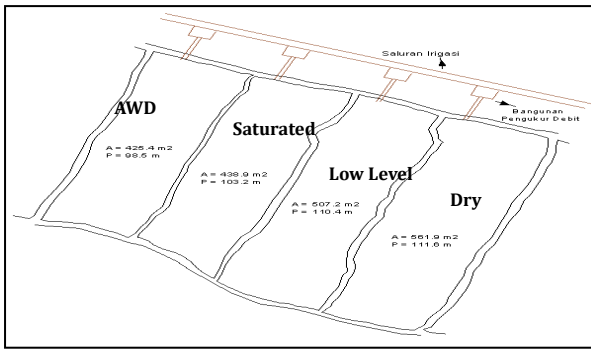 Saluran Irigasi
Bangunan
Pengukur Debit
AWD
A = 425.4 m2
P = 98.5 m
Saturated
A = 438.9 m2
P = 103.2 m
Low Level
A = 507.2 m2
P = 110.4 m
Dry
A = 561.9 m2
P = 111.6 m